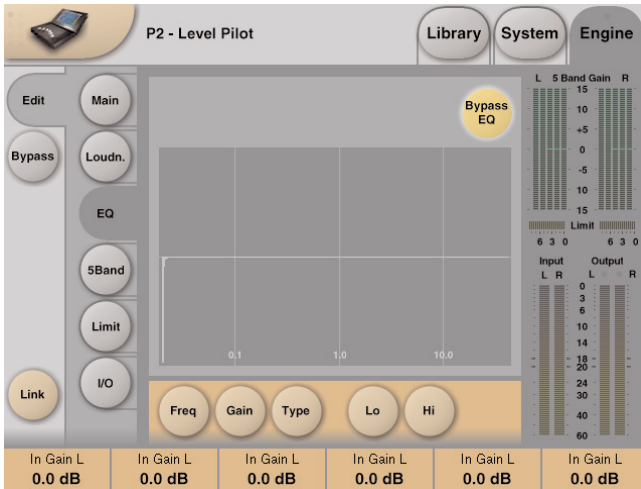 P2 - Level Pilot
Library
System
Engine
Edit
Bypass
Link
Main
Loudn.
EQ
5Band
Limit
I/O
Bypass
EQ
0.1
1.0
10.0
Freq
Gain
Type
Lo
Hi
L 5 Band Gain R
15
10
+5
0
-5
10
15
Limit
6 3 0
6 3 0
Input
Output
L R
L R
0
3
6
10
14
18
20
24
30
40
60
In Gain L
In Gain L
In Gain L
In Gain L
In Gain L
In Gain L
0.0 dB
0.0 dB
0.0 dB
0.0 dB
0.0 dB
0.0 dB